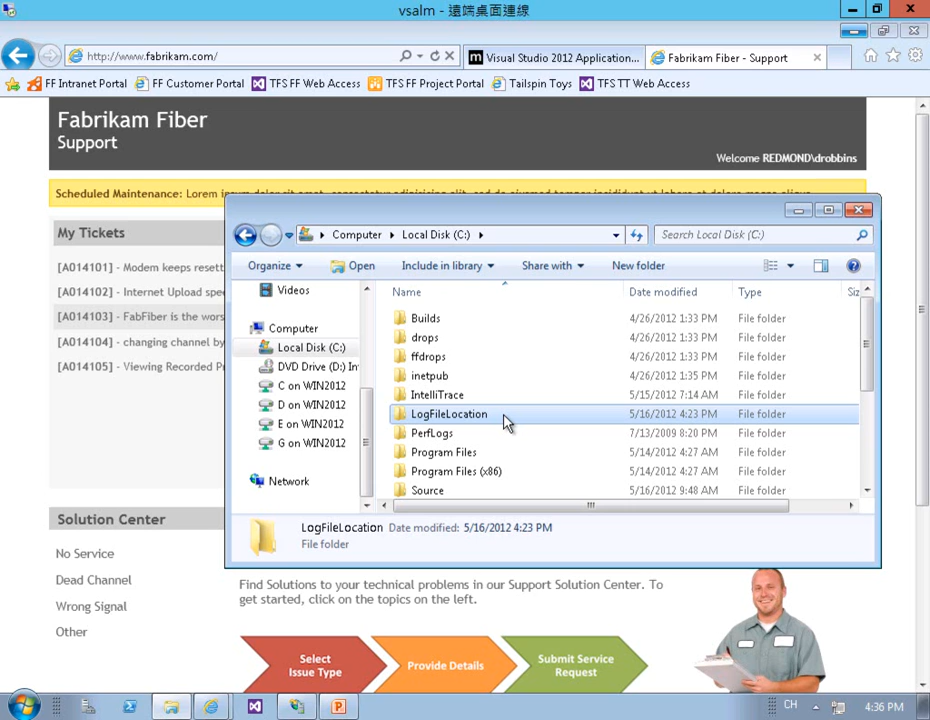 vsalm - 遠端桌面連線
http://www.fabrikam.com/
Visual Studio 2012 Application...
Fabrikam Fiber - Support
FF Intranet Portal
FF Customer Portal
TFS FF Web Access
TFS FF Project Portal
Tailspin Toys
TFS TT Web Access
Fabrikam Fiber
Support
Welcome REDMOND\drobbins
Scheduled Maintenance: Lorem
My Tickets
[A014101] - Modem keeps resett
[A014102] - Internet Upload spe
[A014103] - FabFiber is the wors
[A014104] - changing channel by
[A014105] - Viewing Recorded Pr
Computer
Local Disk (C:)
Search Local Disk (C:)
Organize
Open
Include in library
Share with
New folder
Videos
Computer
Local Disk (C:)
DVD Drive (D:) In
C on WIN2012
D on WIN2012
E on WIN2012
G on WIN2012
Network
Name Date modified Type Siz
Builds 4/26/2012 1:33 PM File folder
drops 4/26/2012 1:33 PM File folder
ffdrops 4/26/2012 1:33 PM File folder
inetpub 4/26/2012 1:35 PM File folder
IntelliTrace 5/15/2012 7:14 AM File folder
LogFileLocation 5/16/2012 4:23 PM File folder
PerfLogs 7/13/2009 8:20 PM File folder
Program Files 5/14/2012 4:27 AM File folder
Program Files (x86) 5/14/2012 4:27 AM File folder
Source 5/16/2012 9:48 AM File folder
LogFileLocation Date modified: 5/16/2012 4:23 PM
File folder
Solution Center
No Service
Dead Channel
Wrong Signal
Other
Find Solutions to your technical problems in our Support Solution Center. To
get started, click on the topics on the left.
Select
Issue Type
Provide Details
Submit Service
Request
CH
4:36 PM